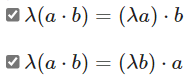 ☑ λ(a · b) = (λa) · b
☑ λ(a · b) = (λb) · a